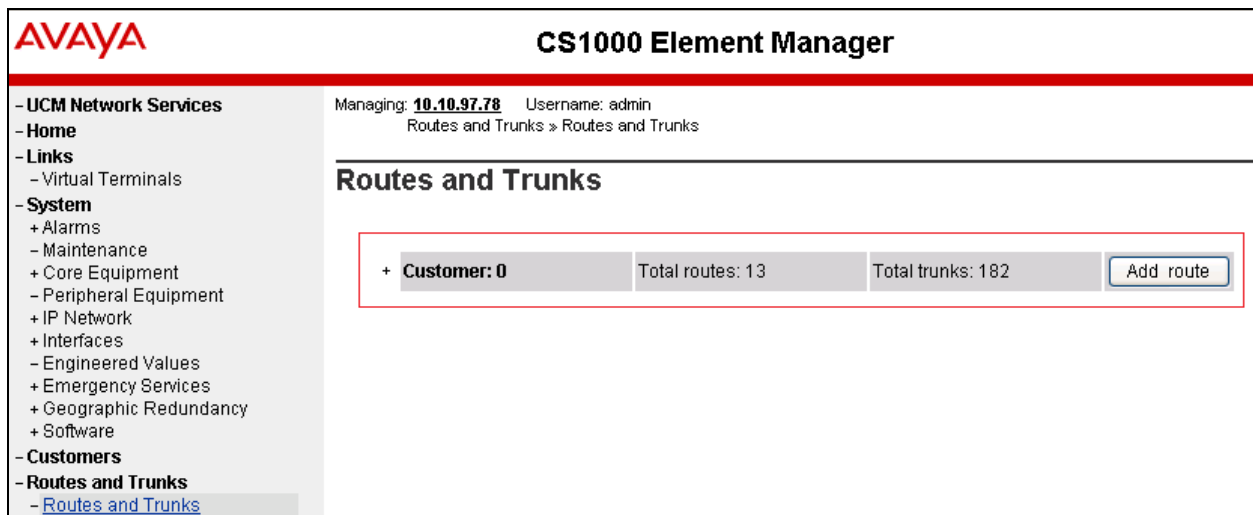 AVAYA
CS1000 Element Manager
- UCM Network Services
- Home
- Links
- Virtual Terminals
- System
+ Alarms
- Maintenance
+ Core Equipment
- Peripheral Equipment
+ IP Network
+ Interfaces
- Engineered Values
+ Emergency Services
+ Geographic Redundancy
+ Software
- Customers
- Routes and Trunks
- Routes and Trunks
Managing: 10.10.97.78 Username: admin
Routes and Trunks » Routes and Trunks
Routes and Trunks
+ Customer: 0 Total routes: 13 Total trunks: 182 Add route